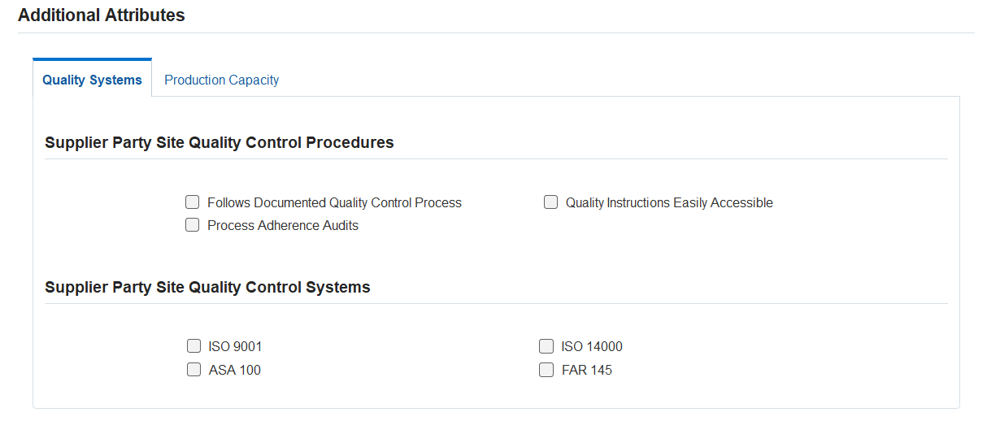 Additional Attributes
Quality Systems Production Capacity
Supplier Party Site Quality Control Procedures
Follows Documented Quality Control Process Quality Instructions Easily Accessible
Process Adherence Audits
Supplier Party Site Quality Control Systems
ISO 9001 ISO 14000
ASA 100 FAR 145